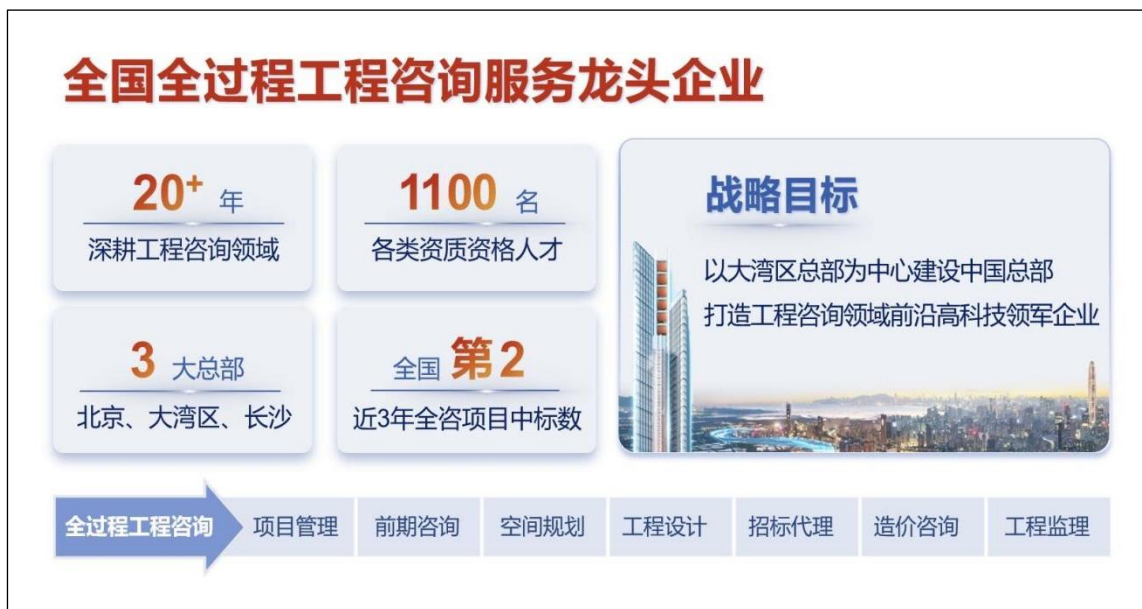 全国全过程工程咨询服务龙头企业
20+ 年
深耕工程咨询领域
1100 名
各类资质资格人才
3 大总部
北京、大湾区、长沙
全国 第2
近3年全咨项目中标数
战略目标
以大湾区总部为中心建设中国总部
打造工程咨询领域前沿高科技领军企业
全过程工程咨询 项目管理 前期咨询 空间规划 工程设计 招标代理 造价咨询 工程监理